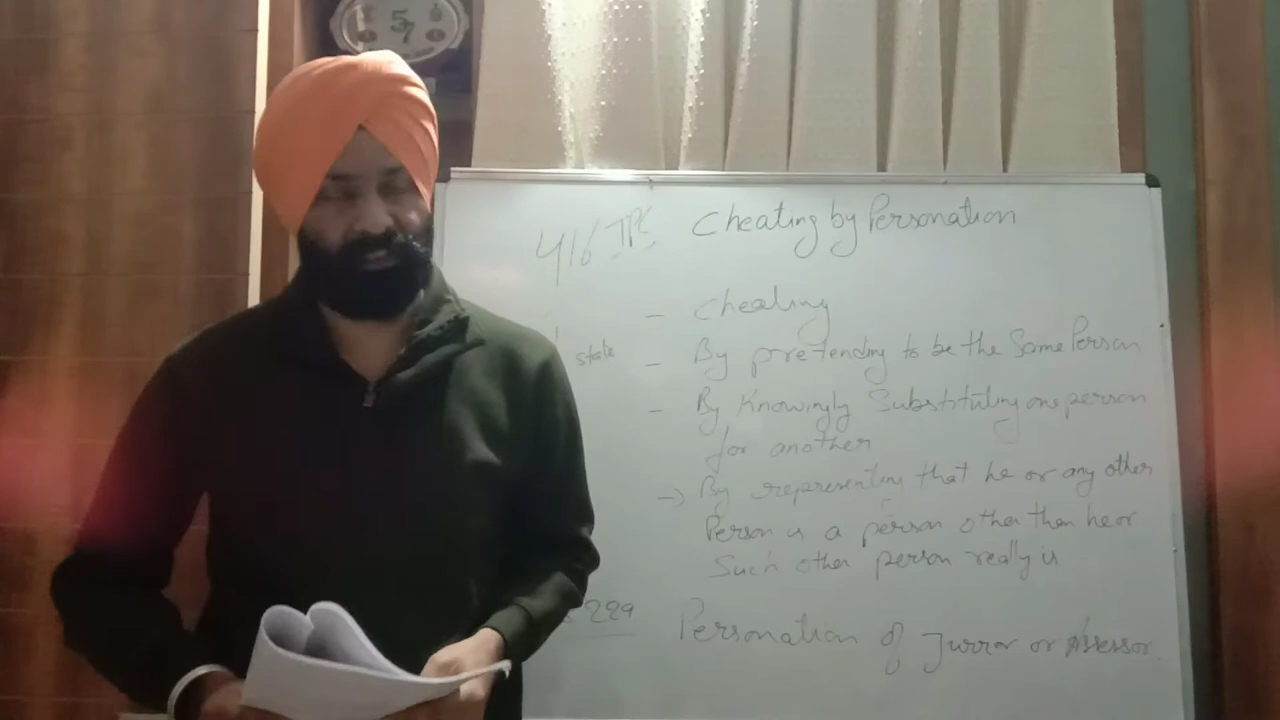 416 IPC Cheating by Personation
- Cheating
state - By pretending to be the Same Person
- By Knowingly Substituting one person
for another
→ By representing that he or any other
Person is a person other then he or
Such other person really is
229 Personation of Jurror or Assessor